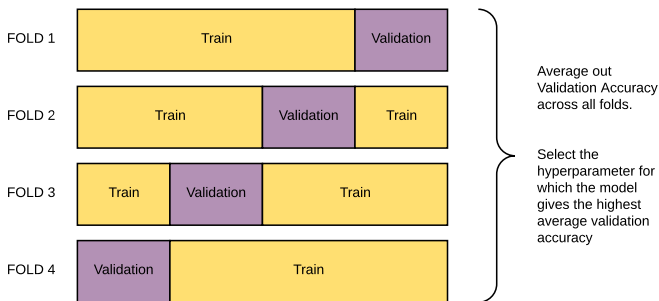 FOLD 1
Train
Validation
FOLD 2
Train
Validation
Train
FOLD 3
Train
Validation
Train
FOLD 4
Validation
Train
Average out
Validation Accuracy
across all folds.
Select the
hyperparameter for
which the model
gives the highest
average validation
accuracy